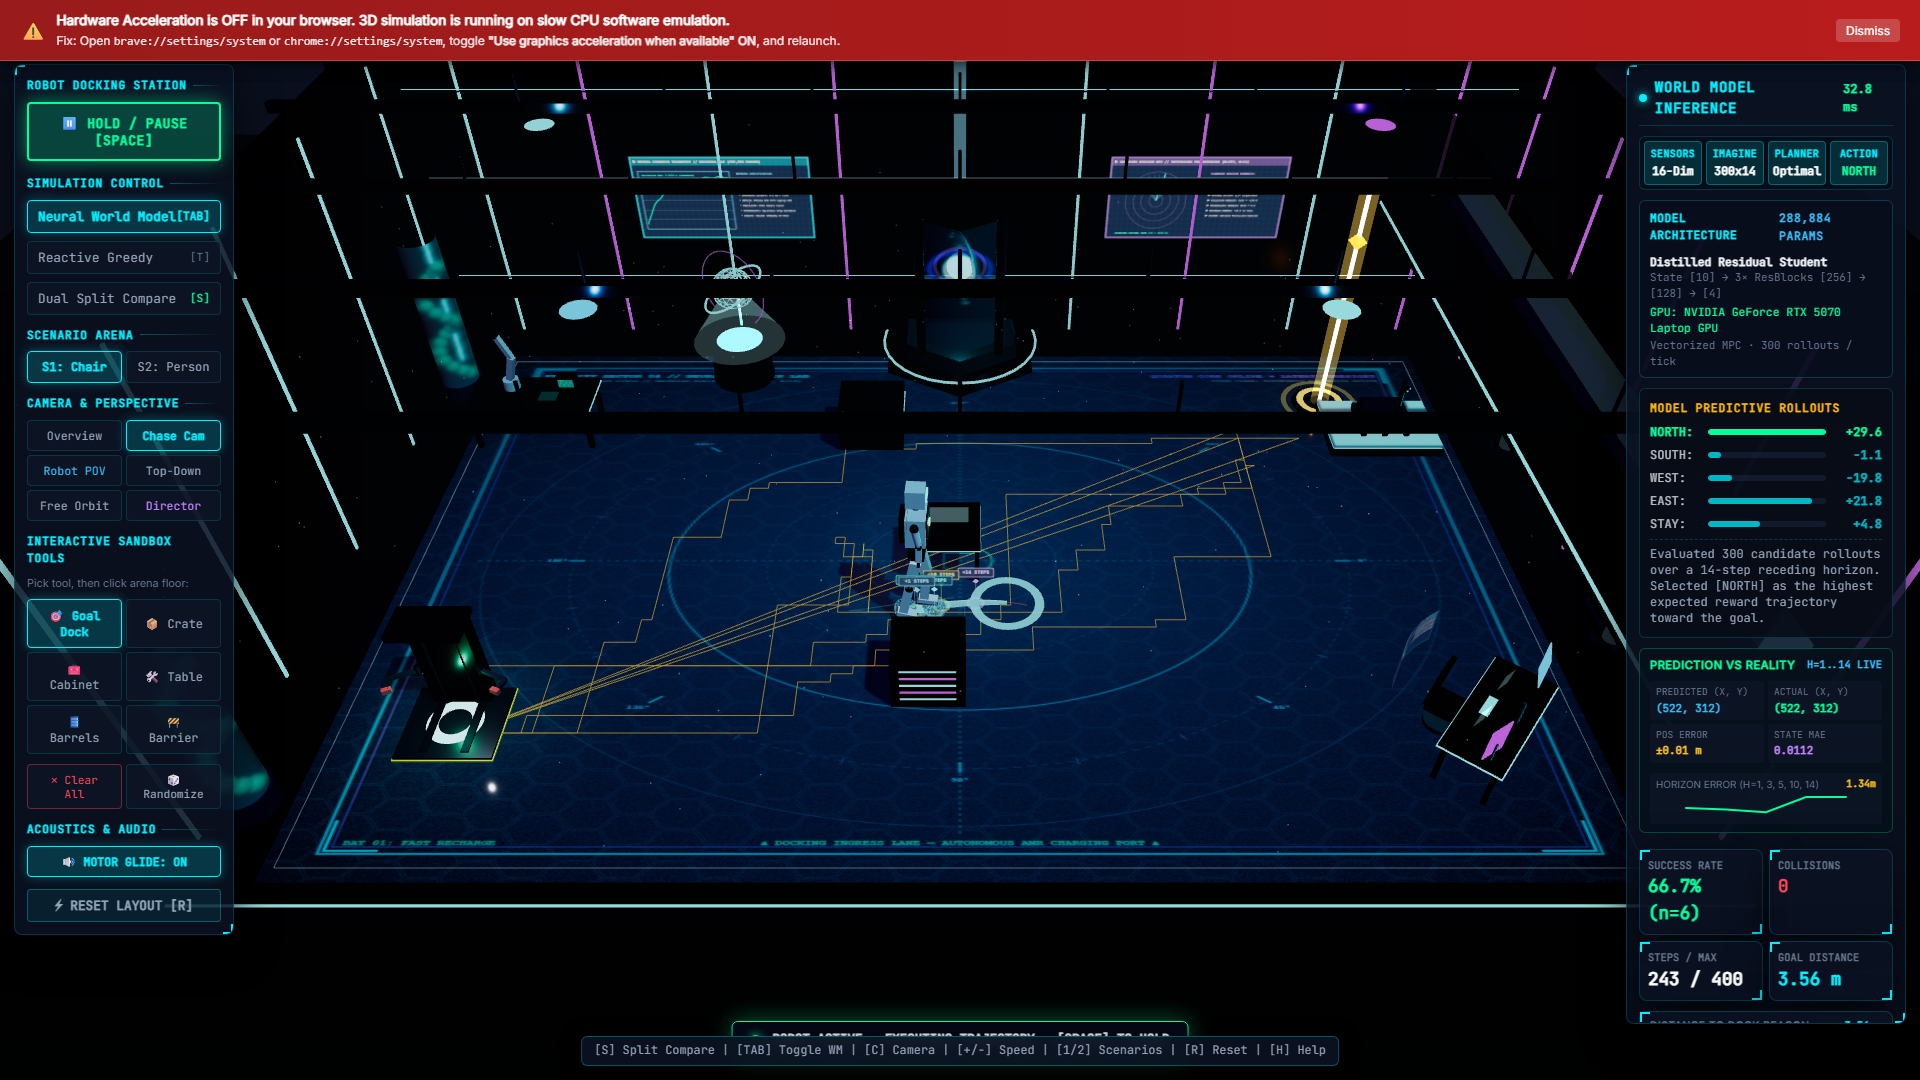 Hardware Acceleration is OFF in your browser. 3D simulation is running on slow CPU software emulation.
Fix: Open brave://settings/system or chrome://settings/system, toggle "Use graphics acceleration when available" ON, and relaunch.
Dismiss
ROBOT DOCKING STATION
HOLD / PAUSE
[SPACE]
SIMULATION CONTROL
Neural World Model[TAB]
Reactive Greedy [T]
Dual Split Compare [S]
SCENARIO ARENA
S1: Chair
S2: Person
CAMERA & PERSPECTIVE
Overview
Chase Cam
Robot POV
Top-Down
Free Orbit
Director
INTERACTIVE SANDBOX
TOOLS
Pick tool, then click arena floor:
Goal
Dock
Crate
Cabinet
Table
Barrels
Barrier
× Clear
All
Randomize
ACOUSTICS & AUDIO
MOTOR GLIDE: ON
RESET LAYOUT [R]
BAY 01: FAST RECHARGE
▲ DOCKING INGRESS LANE — AUTONOMOUS AMR CHARGING PORT ▲
[S] Split Compare | [TAB] Toggle WM | [C] Camera | [+/-] Speed | [1/2] Scenarios | [R] Reset | [H] Help
WORLD MODEL
INFERENCE
32.8
ms
SENSORS
16-Dim
IMAGINE
300x14
PLANNER
Optimal
ACTION
NORTH
MODEL
ARCHITECTURE
288,884
PARAMS
Distilled Residual Student
State [10] → 3× ResBlocks [256] →
[128] → [4]
GPU: NVIDIA GeForce RTX 5070
Laptop GPU
Vectorized MPC · 300 rollouts /
tick
MODEL PREDICTIVE ROLLOUTS
NORTH: +29.6
SOUTH: -1.1
WEST: -19.8
EAST: +21.8
STAY: +4.8
Evaluated 300 candidate rollouts
over a 14-step receding horizon.
Selected [NORTH] as the highest
expected reward trajectory
toward the goal.
PREDICTION VS REALITY H=1..14 LIVE
PREDICTED (X, Y)
(522, 312)
ACTUAL (X, Y)
(522, 312)
POS ERROR
±0.01 m
STATE MAE
0.0112
HORIZON ERROR (H=1, 3, 5, 10, 14) 1.34m
SUCCESS RATE
66.7%
(n=6)
COLLISIONS
0
STEPS / MAX
243 / 400
GOAL DISTANCE
3.56 m